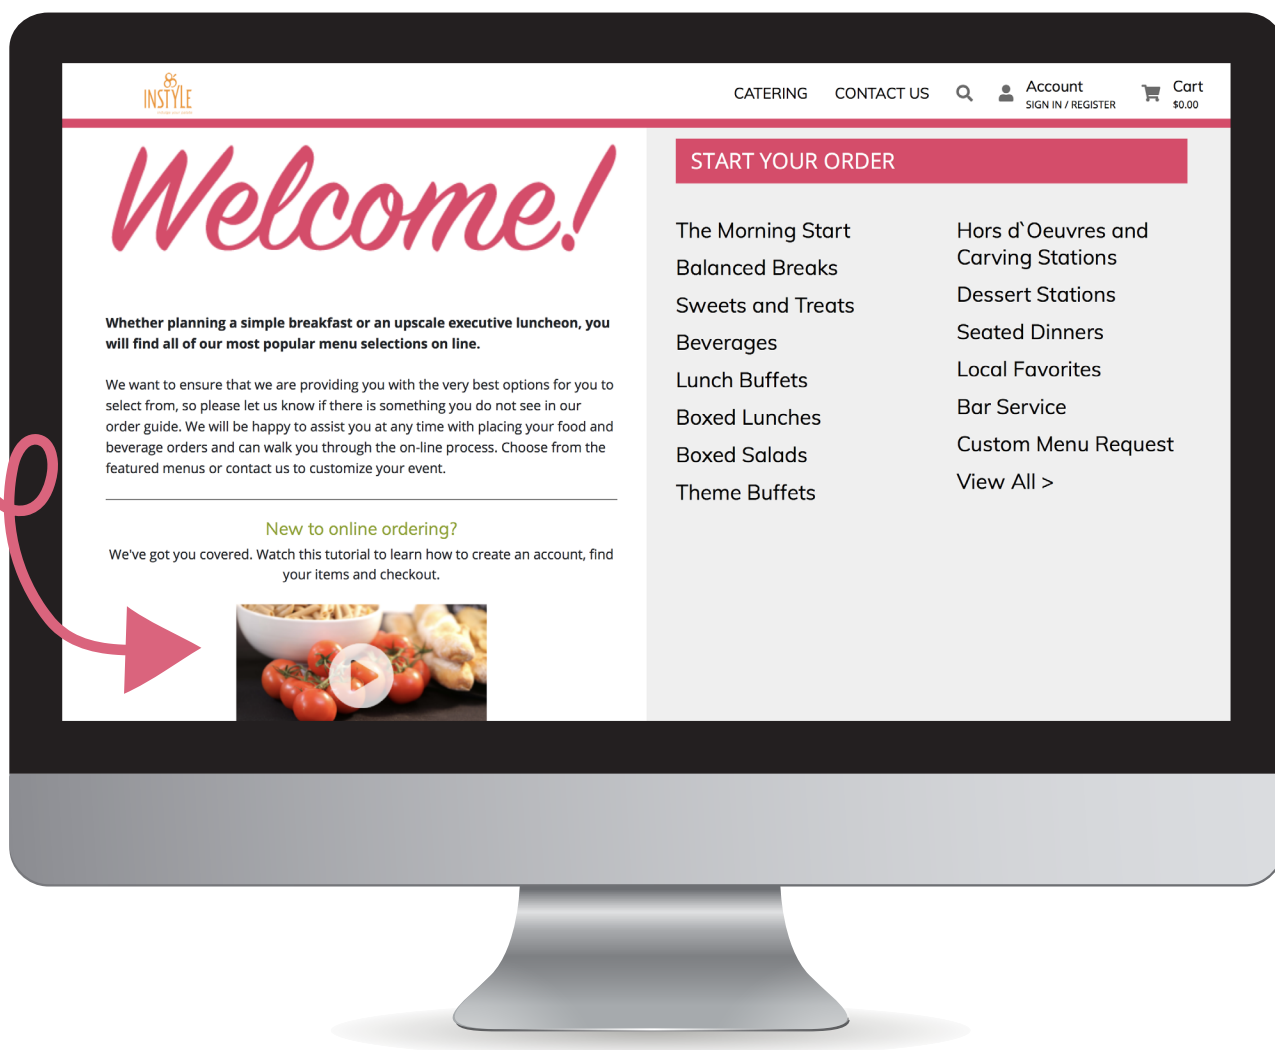 INSTYLE
CATERING
CONTACT US
Account
SIGN IN / REGISTER
Cart
$0.00
Welcome!
Whether planning a simple breakfast or an upscale executive luncheon, you
will find all of our most popular menu selections on line.
We want to ensure that we are providing you with the very best options for you to
select from, so please let us know if there is something you do not see in our
order guide. We will be happy to assist you at any time with placing your food and
beverage orders and can walk you through the on-line process. Choose from the
featured menus or contact us to customize your event.
New to online ordering?
We've got you covered. Watch this tutorial to learn how to create an account, find
your items and checkout.
START YOUR ORDER
The Morning Start
Balanced Breaks
Sweets and Treats
Beverages
Lunch Buffets
Boxed Lunches
Boxed Salads
Theme Buffets
Hors d`Oeuvres and
Carving Stations
Dessert Stations
Seated Dinners
Local Favorites
Bar Service
Custom Menu Request
View All >